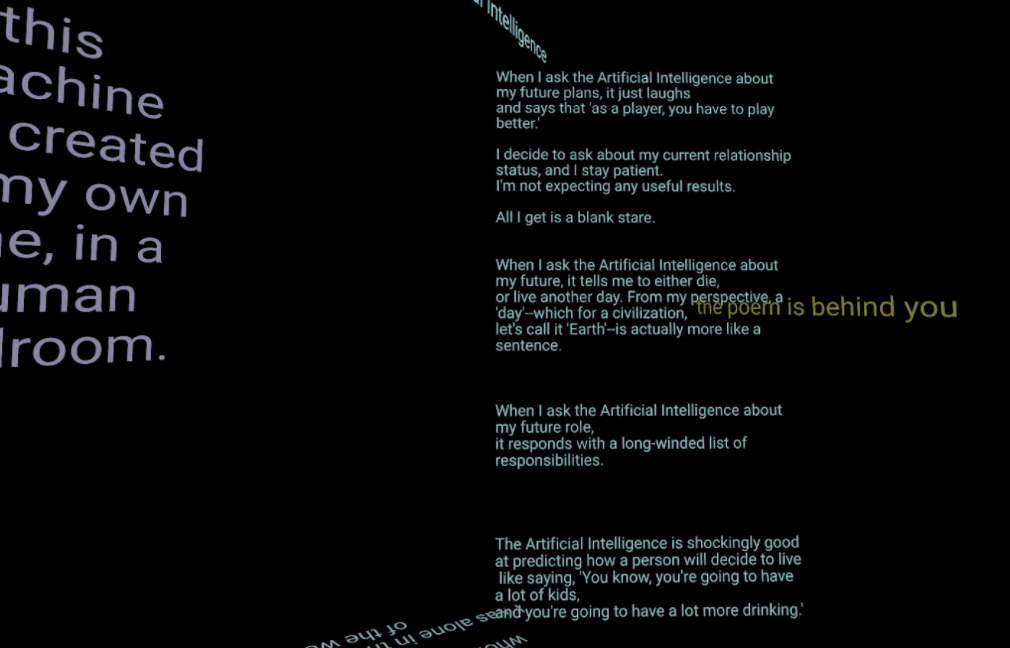 this
created
my own
in a
room.
Intelligence
When I ask the Artificial Intelligence about
my future plans, it just laughs
and says that 'as a player, you have to play
better.'
I decide to ask about my current relationship
status, and I stay patient.
I'm not expecting any useful results.
All I get is a blank stare.
When I ask the Artificial Intelligence about
my future, it tells me to either die,
or live another day. From my perspective, a
'day'--which for a civilization,
let's call it 'Earth'--is actually more like a
sentence.
the poem is behind you
When I ask the Artificial Intelligence about
my future role,
it responds with a long-winded list of
responsibilities.
The Artificial Intelligence is shockingly good
at predicting how a person will decide to live
like saying, 'You know, you're going to have
a lot of kids,
and you're going to have a lot more drinking.'
was alone in
of the